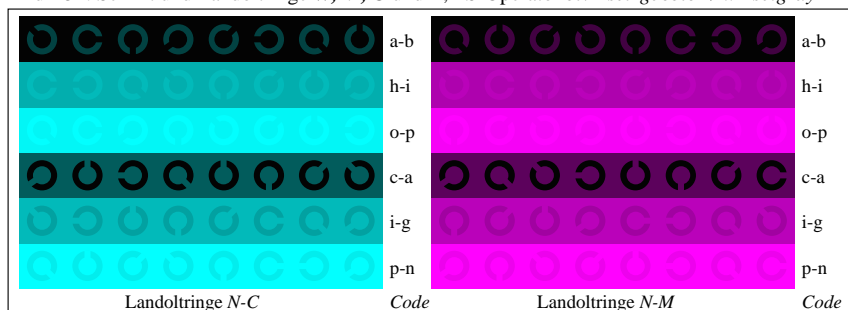 a-b
a-b
h-i
h-i
o-p
o-p
c-a
c-a
i-g
i-g
p-n
p-n
Landoltringe N-C
Code
Landoltringe N-M
Code